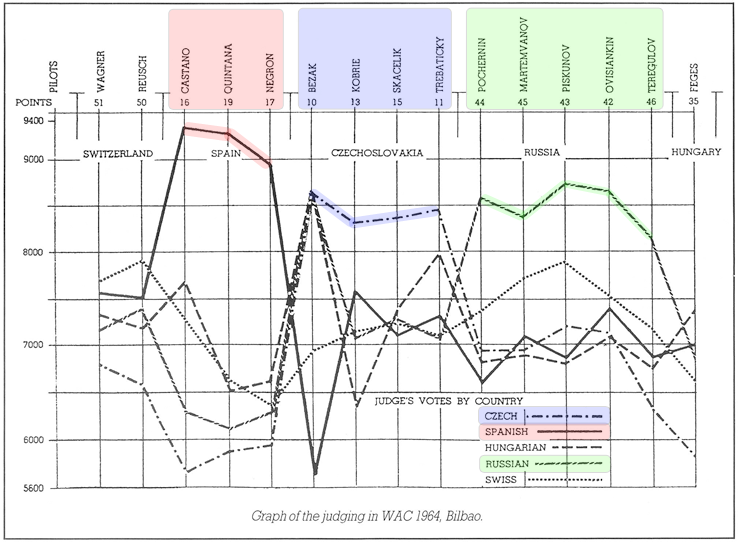 PILOTS
WAGNER
REUSCH
CASTANO
QUINTANA
NEGRON
BEZAK
KOBRIE
SKACELIK
TREBATICKY
POCHERNIN
MARTEMVANOV
PISKUNOV
OVISIANKIN
TEREGULOV
FEGES
POINTS 51 50 16 19 17 10 13 15 11 44 45 43 42 46 35
9400
SWITZERLAND SPAIN CZECHOSLOVAKIA RUSSIA HUNGARY
9000
8000
7000
JUDGE'S VOTES BY COUNTRY
CZECH
SPANISH
6000
HUNGARIAN
RUSSIAN
SWISS
5600
Graph of the judging in WAC 1964, Bilbao.